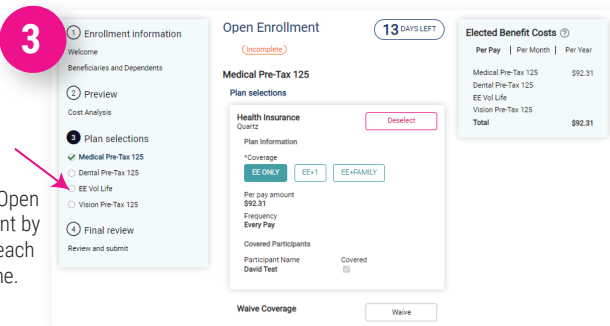 3
Open
nt by
each
ne.
1 Enrollment information
Welcome
Beneficiaries and Dependents
2 Preview
Cost Analysis
3 Plan selections
Medical Pre-Tax 125
Dental Pre-Tax 125
EE Vol Life
Vision Pre-Tax 125
4 Final review
Review and submit
Open Enrollment
13 DAYS LEFT
(Incomplete)
Medical Pre-Tax 125
Plan selections
Health Insurance
Quartz
Deselect
Plan Information
*Coverage
EE ONLY EE+1 EE+FAMILY
Per pay amount
$92.31
Frequency
Every Pay
Covered Participants
Participant Name Covered
David Test
Waive Coverage Waive
Elected Benefit Costs ?
Per Pay | Per Month | Per Year
Medical Pre-Tax 125 $92.31
Dental Pre-Tax 125
EE Vol Life
Vision Pre-Tax 125
Total $92.31